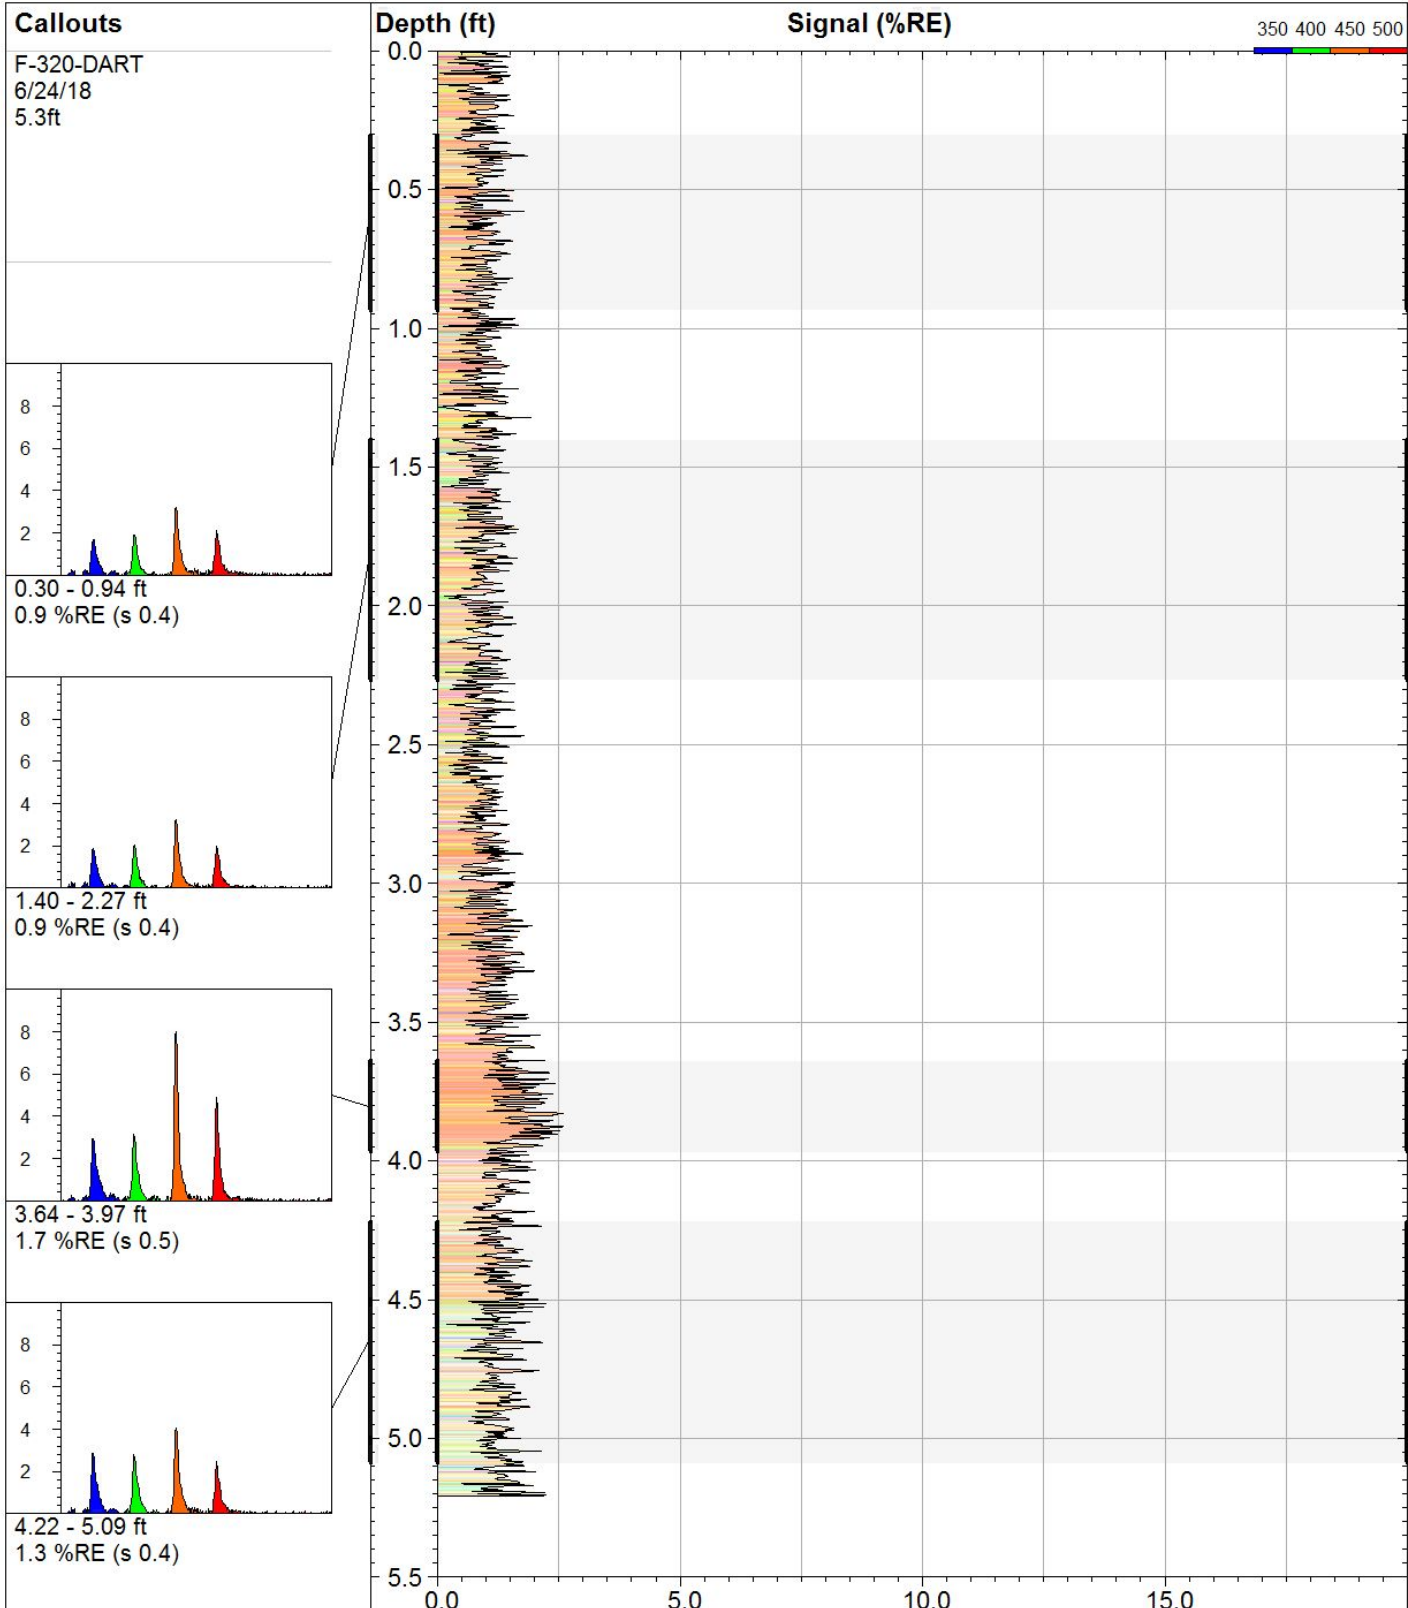 Callouts
Depth (ft)
Signal (%RE)
350 400 450 500
F-320-DART
6/24/18
5.3ft
8
6
4
2
0.30 - 0.94 ft
0.9 %RE (s 0.4)
8
6
4
2
1.40 - 2.27 ft
0.9 %RE (s 0.4)
8
6
4
2
3.64 - 3.97 ft
1.7 %RE (s 0.5)
8
6
4
2
4.22 - 5.09 ft
1.3 %RE (s 0.4)
0.0
0.5
1.0
1.5
2.0
2.5
3.0
3.5
4.0
4.5
5.0
5.5
0.0 5.0 10.0 15.0